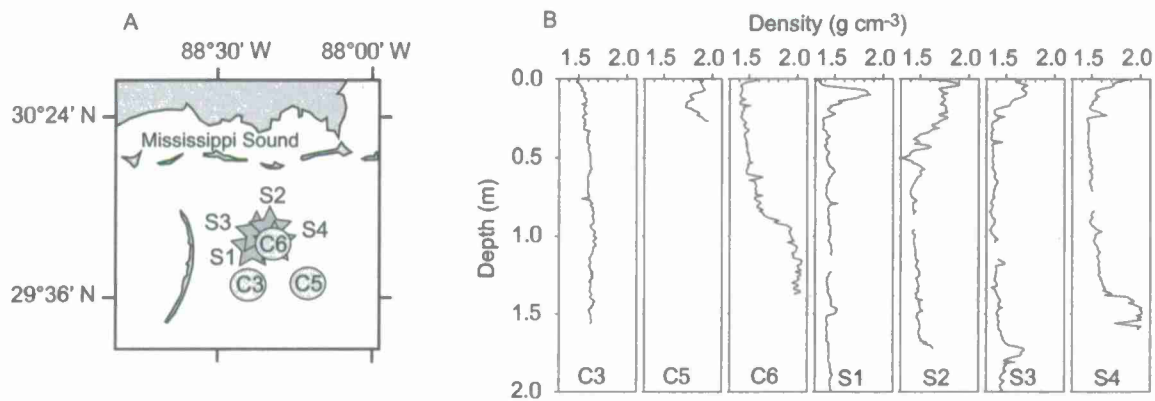 A
88°30' W 88°00' W
30°24' N
29°36' N
Mississippi Sound
S2
S3 S4
C6
S1
C3 C5
B
Density (g cm-3)
1.5 2.0 1.5 2.0 1.5 2.0 1.5 2.0 1.5 2.0 1.5 2.0 1.5 2.0
0.0
0.5
1.0
1.5
2.0
Depth (m)
C3 C5 C6 S1 S2 S3 S4